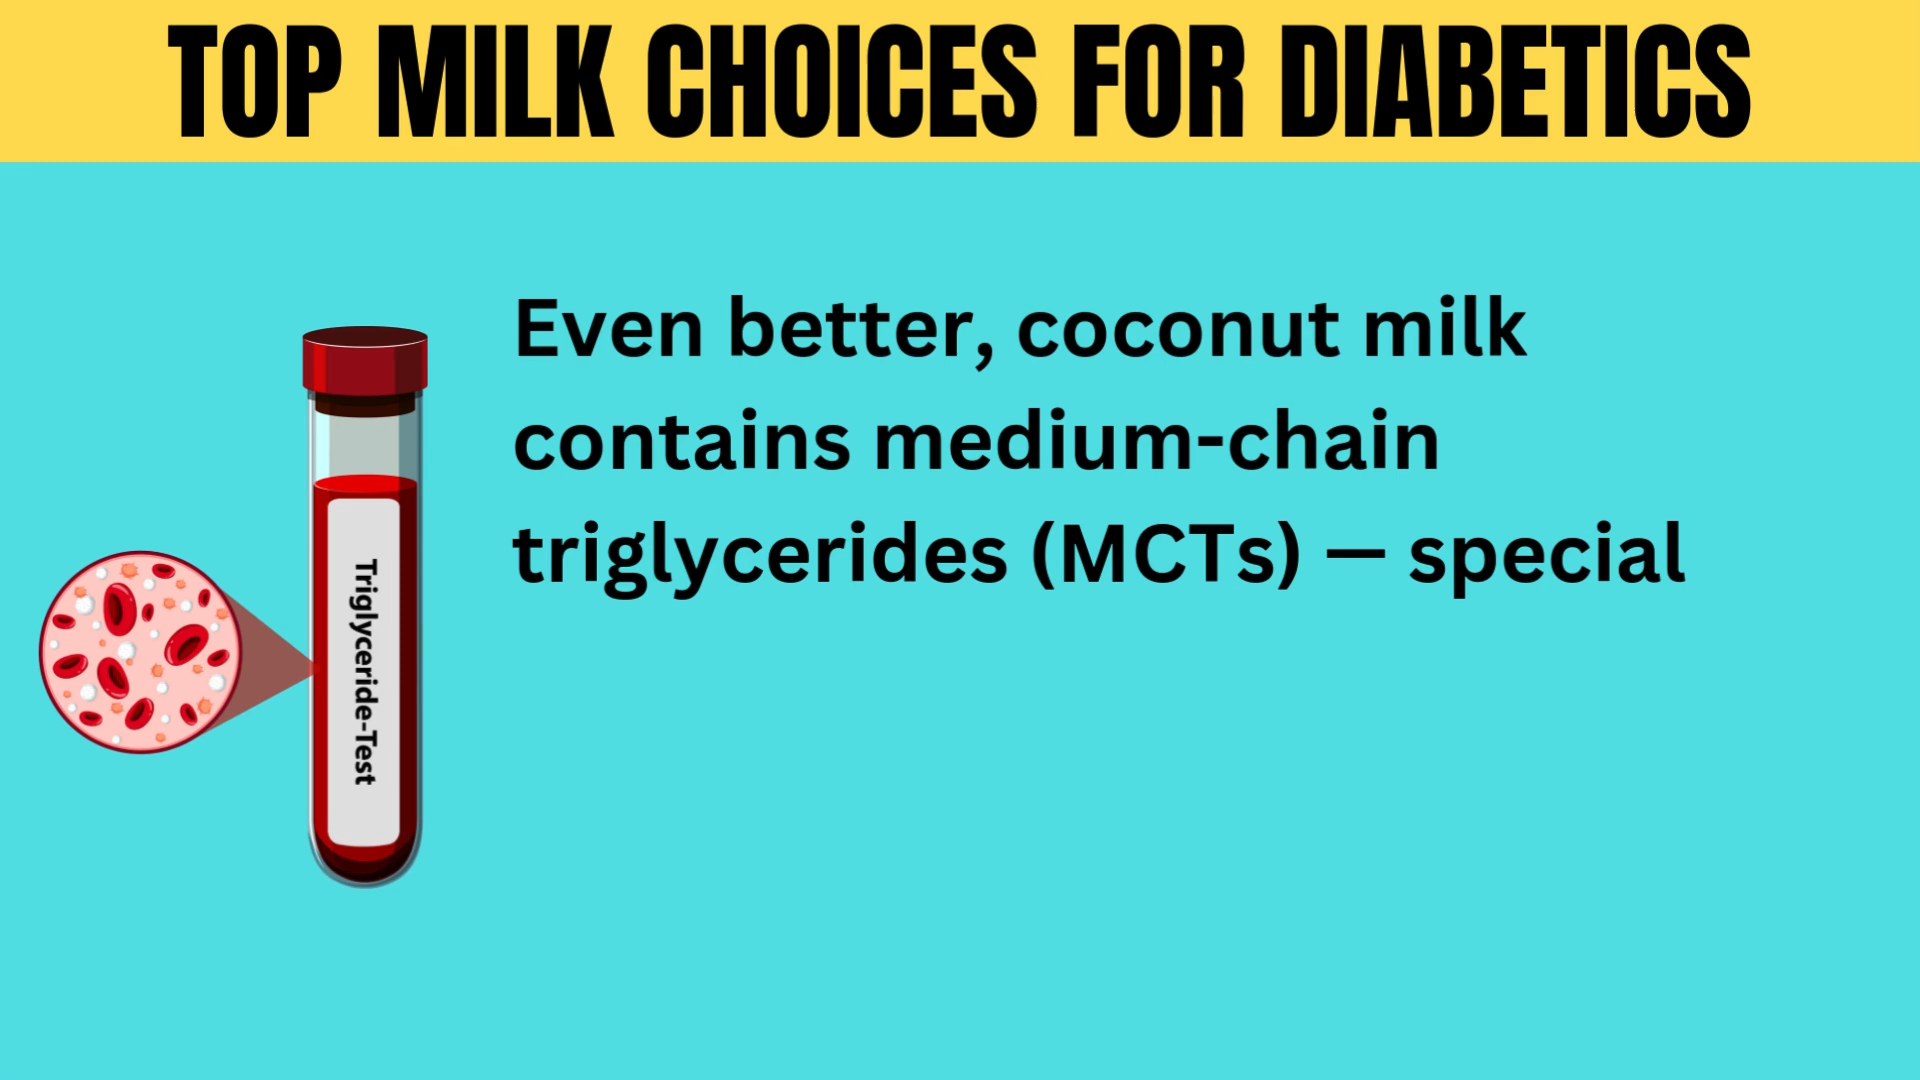 TOP MILK CHOICES FOR DIABETICS
Even better, coconut milk
contains medium-chain
triglycerides (MCTs) — special
Triglyceride-Test